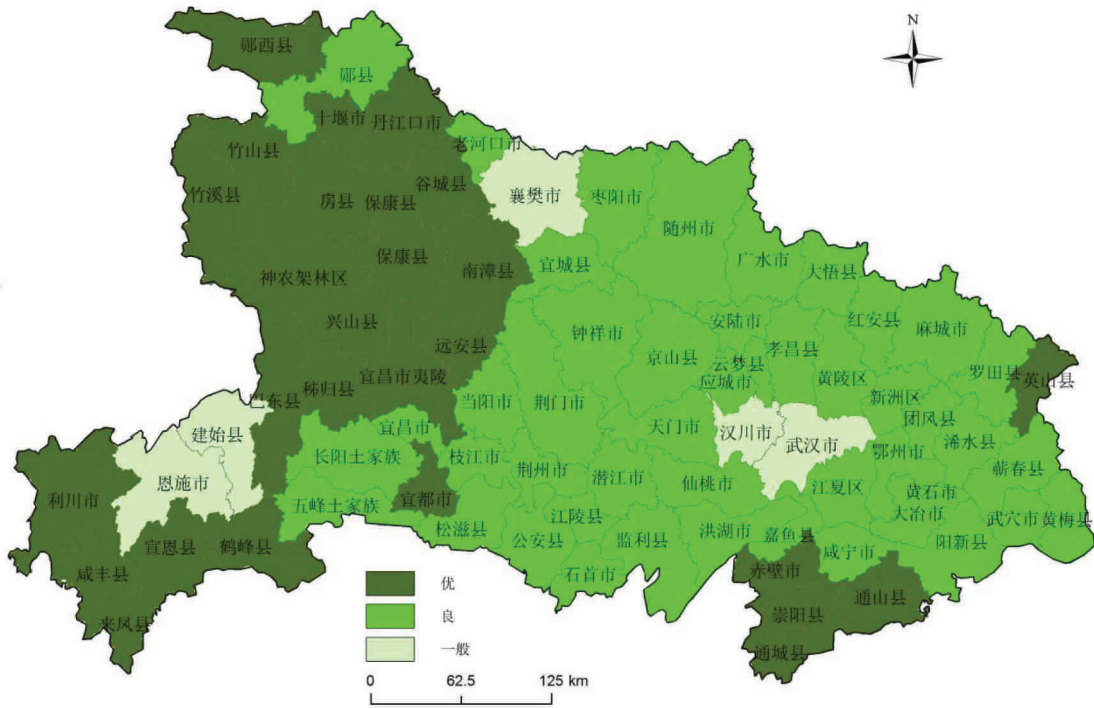 N
郧西县
郧县
十堰市
丹江口市
老河口市
竹山县
谷城县
竹溪县
房县
保康县
襄樊市
枣阳市
随州市
保康县
南漳县
宜城县
广水市
大悟县
神农架林区
兴山县
钟祥市
安陆市
红安县
麻城市
远安县
京山县
云梦县
孝昌县
罗田县
英山县
秭归县
宜昌市夷陵
应城市
黄陵区
新洲区
巴东县
当阳市
荆门市
团风县
建始县
宜昌市
天门市
汉川市
武汉市
浠水县
长阳土家族
枝江市
鄂州市
恩施市
荆州市
潜江市
仙桃市
江夏区
蕲春县
利川市
五峰土家族
宜都市
黄石市
大冶市
武穴市
黄梅县
松滋县
江陵县
洪湖市
嘉鱼县
宣恩县
鹤峰县
公安县
监利县
咸宁市
阳新县
咸丰县
石首市
赤壁市
通山县
来凤县
崇阳县
通城县
优
良
一般
0 62.5 125 km